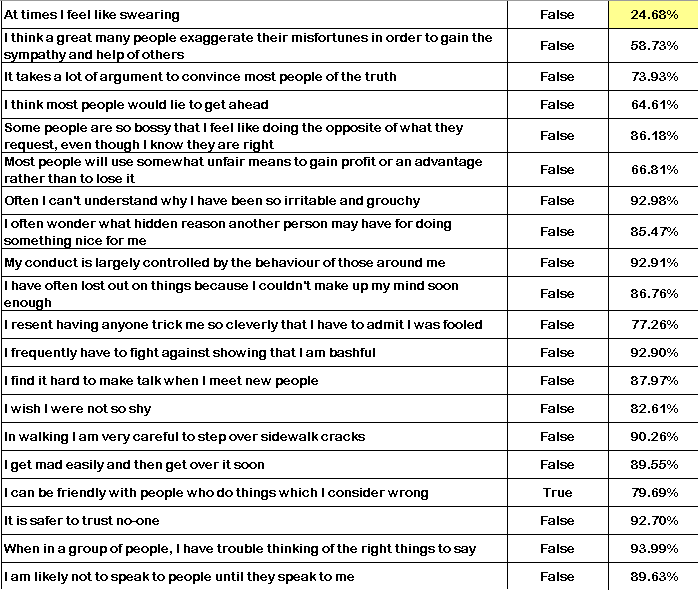 At times I feel like swearing False 24.68%
I think a great many people exaggerate their misfortunes in order to gain the
sympathy and help of others False 58.73%
It takes a lot of argument to convince most people of the truth False 73.93%
I think most people would lie to get ahead False 64.61%
Some people are so bossy that I feel like doing the opposite of what they
request, even though I know they are right False 86.18%
Most people will use somewhat unfair means to gain profit or an advantage
rather than to lose it False 66.81%
Often I can't understand why I have been so irritable and grouchy False 92.98%
I often wonder what hidden reason another person may have for doing
something nice for me False 85.47%
My conduct is largely controlled by the behaviour of those around me False 92.91%
I have often lost out on things because I couldn't make up my mind soon
enough False 86.76%
I resent having anyone trick me so cleverly that I have to admit I was fooled False 77.26%
I frequently have to fight against showing that I am bashful False 92.90%
I find it hard to make talk when I meet new people False 87.97%
I wish I were not so shy False 82.61%
In walking I am very careful to step over sidewalk cracks False 90.26%
I get mad easily and then get over it soon False 89.55%
I can be friendly with people who do things which I consider wrong True 79.69%
It is safer to trust no-one False 92.70%
When in a group of people, I have trouble thinking of the right things to say False 93.99%
I am likely not to speak to people until they speak to me False 89.63%